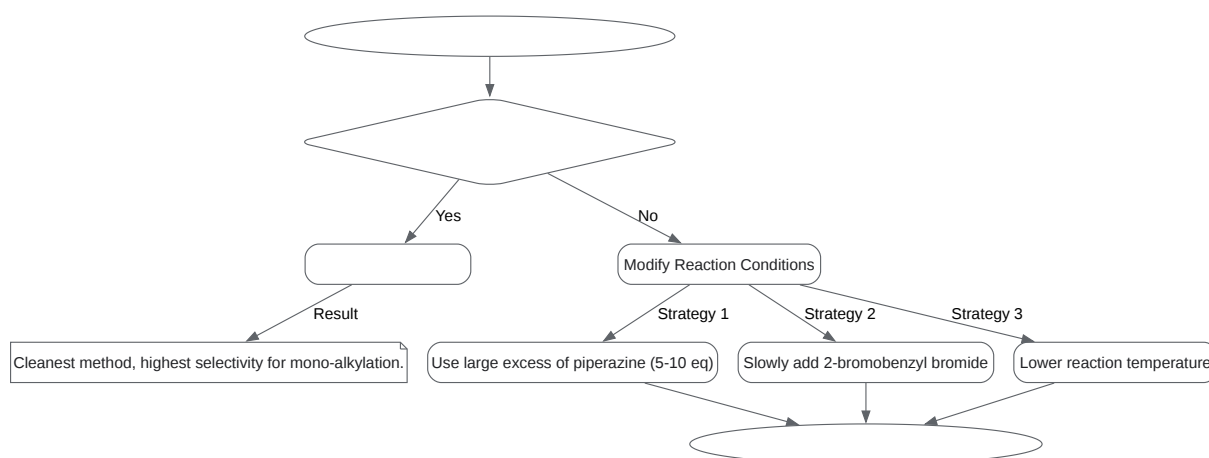 Yes
No
Modify Reaction Conditions
Result
Strategy 1
Strategy 2
Strategy 3
Cleanest method, highest selectivity for mono-alkylation.
Use large excess of piperazine (5-10 eq)
Slowly add 2-bromobenzyl bromide
Lower reaction temperature